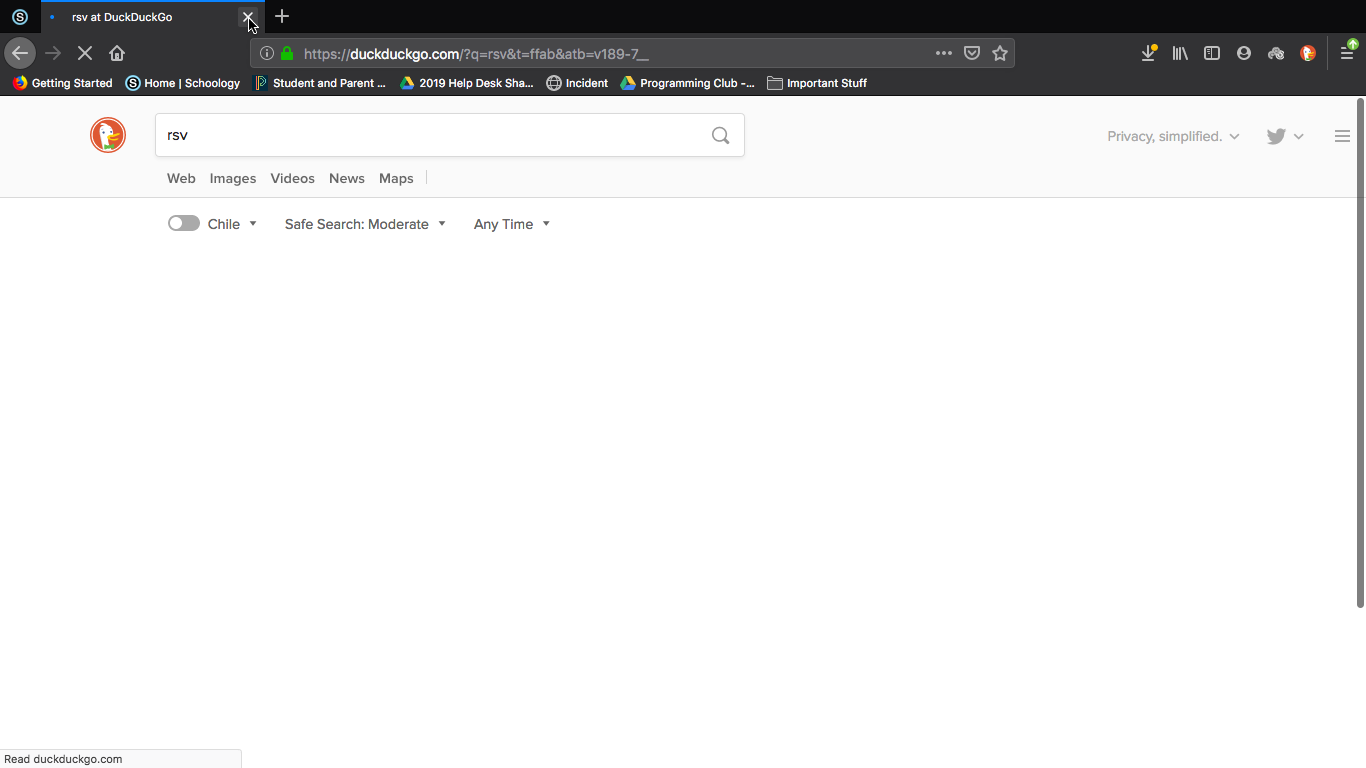 rsv at DuckDuckGo
https://duckduckgo.com/?q=rsv&t=ffab&atb=v189-7__
Getting Started Home | Schoology Student and Parent ... 2019 Help Desk Sha... Incident Programming Club -... Important Stuff
rsv
Privacy, simplified.
Web Images Videos News Maps
Chile Safe Search: Moderate Any Time
Read duckduckgo.com